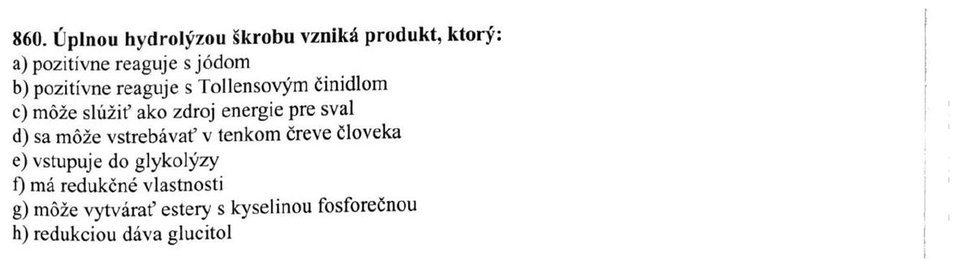 860. Úplnou hydrolýzou škrobu vzniká produkt, ktorý:
a) pozitívne reaguje s jódom
b) pozitívne reaguje s Tollensovým činidlom
c) môže slúžiť ako zdroj energie pre sval
d) sa môže vstrebávať v tenkom čreve človeka
e) vstupuje do glykolýzy
f) má redukčné vlastnosti
g) môže vytvárať estery s kyselinou fosforečnou
h) redukciou dáva glucitol